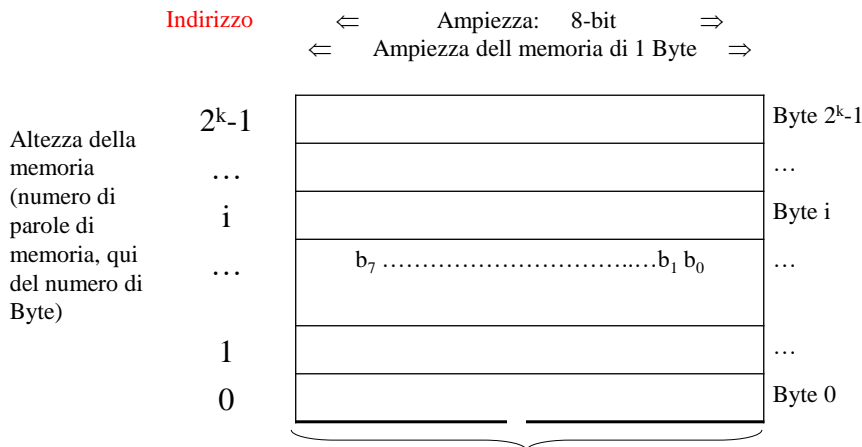 Indirizzo ⇐ Ampiezza: 8-bit ⇒
⇐ Ampiezza dell memoria di 1 Byte ⇒
Altezza della
memoria
(numero di
parole di
memoria, qui
del numero di
Byte)
2ᵏ-1 Byte 2ᵏ-1
… …
i Byte i
… b₇ …………………………..…b₁ b₀ …
1 …
0 Byte 0